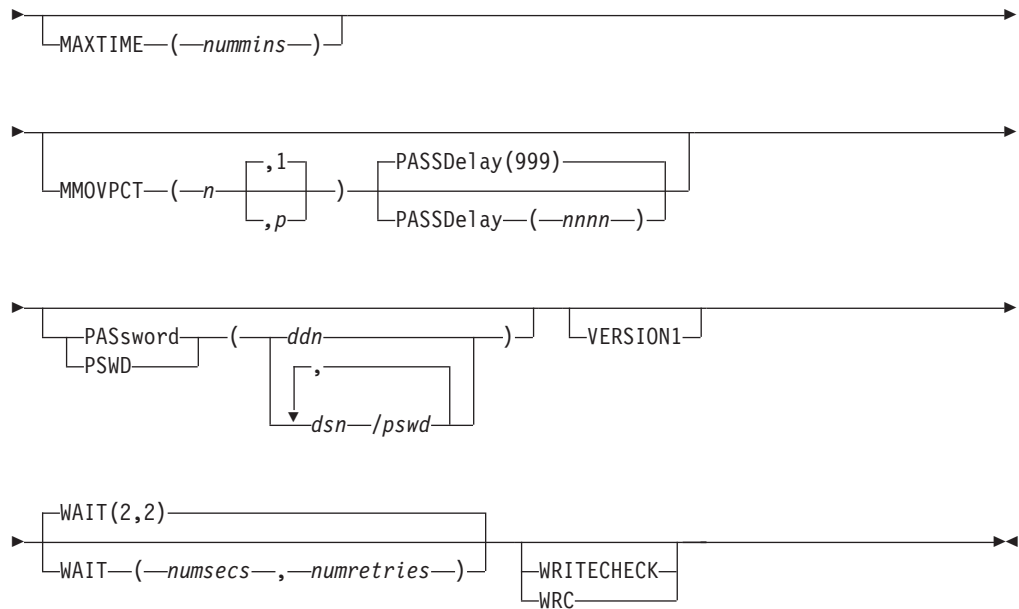 MAXTIME ( nummins )
,1
PASSDelay(999)
MMOVPCT ( n ,p ) PASSDelay ( nnnn )
PASsword ( ddn ) VERSION1
PSWD ,
dsn /pswd
WAIT(2,2)
WAIT ( numsecs , numretries ) WRITECHECK
WRC